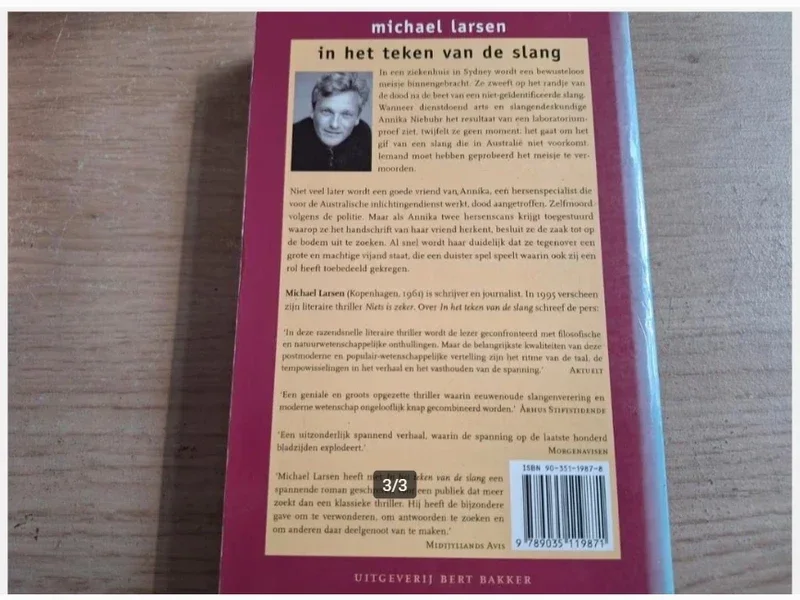 michael larsen
in het teken van de slang
In een ziekenhuis in Sydney wordt een bewusteloos
meisje binnengebracht. Ze zweeft op het randje van
de dood na de beet van een niet-geïdentificeerde slang.
Wanneer dienstdoend arts en slangendeskundige
Annika Niebuhr het resultaat van een laboratorium-
proef ziet, twijfelt ze geen moment: het gaat om het
gif van een slang die in Australië niet voorkomt.
Iemand moet hebben geprobeerd het meisje te ver-
moorden.
Niet veel later wordt een goede vriend van Annika, een hersenspecialist die
voor de Australische inlichtingendienst werkt, dood aangetroffen. Zelfmoord
volgens de politie. Maar als Annika twee hersenscans krijgt toegestuurd
waarop ze het handschrift van haar vriend herkent, besluit ze de zaak tot op
de bodem uit te zoeken. Al snel wordt haar duidelijk dat ze tegenover een
grote en machtige vijand staat, die een duister spel speelt waarin ook zij een
rol heeft toebedeeld gekregen.
Michael Larsen (Kopenhagen, 1961) is schrijver en journalist. In 1995 verscheen
zijn literaire thriller Niets is zeker. Over In het teken van de slang schreef de pers:
'In deze razendsnelle literaire thriller wordt de lezer geconfronteerd met filosofische
en natuurwetenschappelijke onthullingen. Maar de belangrijkste kwaliteiten van deze
postmoderne en populair-wetenschappelijke vertelling zijn het ritme van de taal, de
tempowisselingen in het verhaal en het vasthouden van de spanning.' AKTUELT
'Een geniale en groots opgezette thriller waarin eeuwenoude slangenverering en
moderne wetenschap ongelooflijk knap gecombineerd worden.' ÅRHUS STIFTSTIDENDE
'Een uitzonderlijk spannend verhaal, waarin de spanning op de laatste honderd
bladzijden explodeert.' MORGENAVISEN
'Michael Larsen heeft teken van de slang een
spannende roman een publiek dat meer
zoekt dan een klassieke thriller. Hij heeft de bijzondere
gave om te verwonderen, om antwoorden te zoeken en
om anderen daar deelgenoot van te maken.'
MIDTJYLLANDS AVIS
3/3
ISBN 90-351-1987-8
9 789035 119871
UITGEVERIJ BERT BAKKER